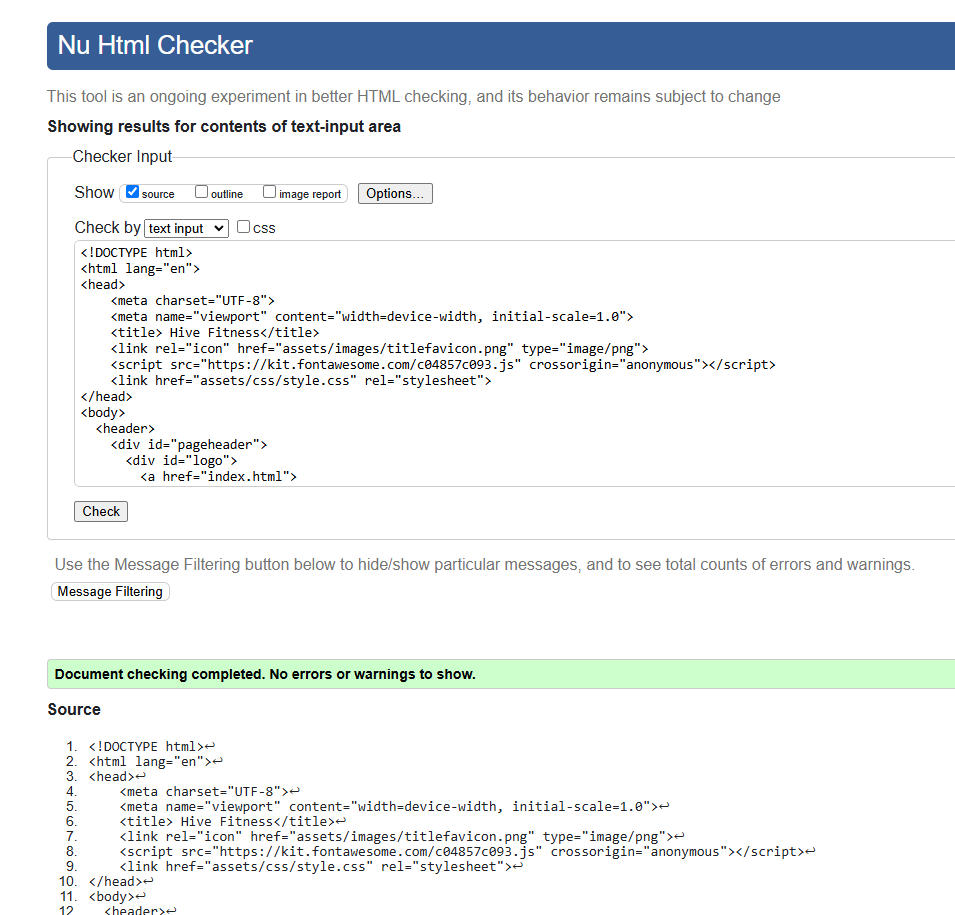 Nu Html Checker
This tool is an ongoing experiment in better HTML checking, and its behavior remains subject to change
Showing results for contents of text-input area
Checker Input
Show source outline image report Options...
Check by text input css
<!DOCTYPE html>
<html lang="en">
<head>
    <meta charset="UTF-8">
    <meta name="viewport" content="width=device-width, initial-scale=1.0">
    <title> Hive Fitness</title>
    <link rel="icon" href="assets/images/titlefavicon.png" type="image/png">
    <script src="https://kit.fontawesome.com/c04857c093.js" crossorigin="anonymous"></script>
    <link href="assets/css/style.css" rel="stylesheet">
</head>
<body>
  <header>
    <div id="pageheader">
      <div id="logo">
        <a href="index.html">
Check
Use the Message Filtering button below to hide/show particular messages, and to see total counts of errors and warnings.
Message Filtering
Document checking completed. No errors or warnings to show.
Source
1. <!DOCTYPE html>↩
2. <html lang="en">↩
3. <head>↩
4.     <meta charset="UTF-8">↩
5.     <meta name="viewport" content="width=device-width, initial-scale=1.0">↩
6.     <title> Hive Fitness</title>↩
7.     <link rel="icon" href="assets/images/titlefavicon.png" type="image/png">↩
8.     <script src="https://kit.fontawesome.com/c04857c093.js" crossorigin="anonymous"></script>↩
9.     <link href="assets/css/style.css" rel="stylesheet">↩
10. </head>↩
11. <body>↩
12   <header>↩